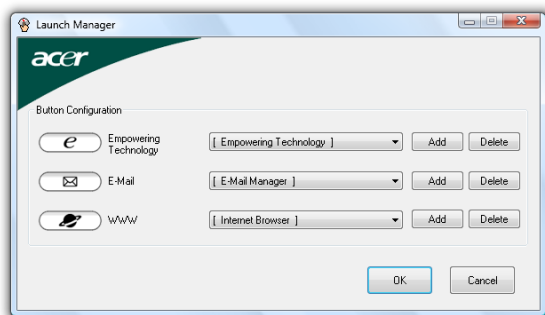 Launch Manager
acer
Button Configuration
e Empowering Technology [ Empowering Technology ] Add Delete
E-Mail [ E-Mail Manager ] Add Delete
WWW [ Internet Browser ] Add Delete
OK Cancel